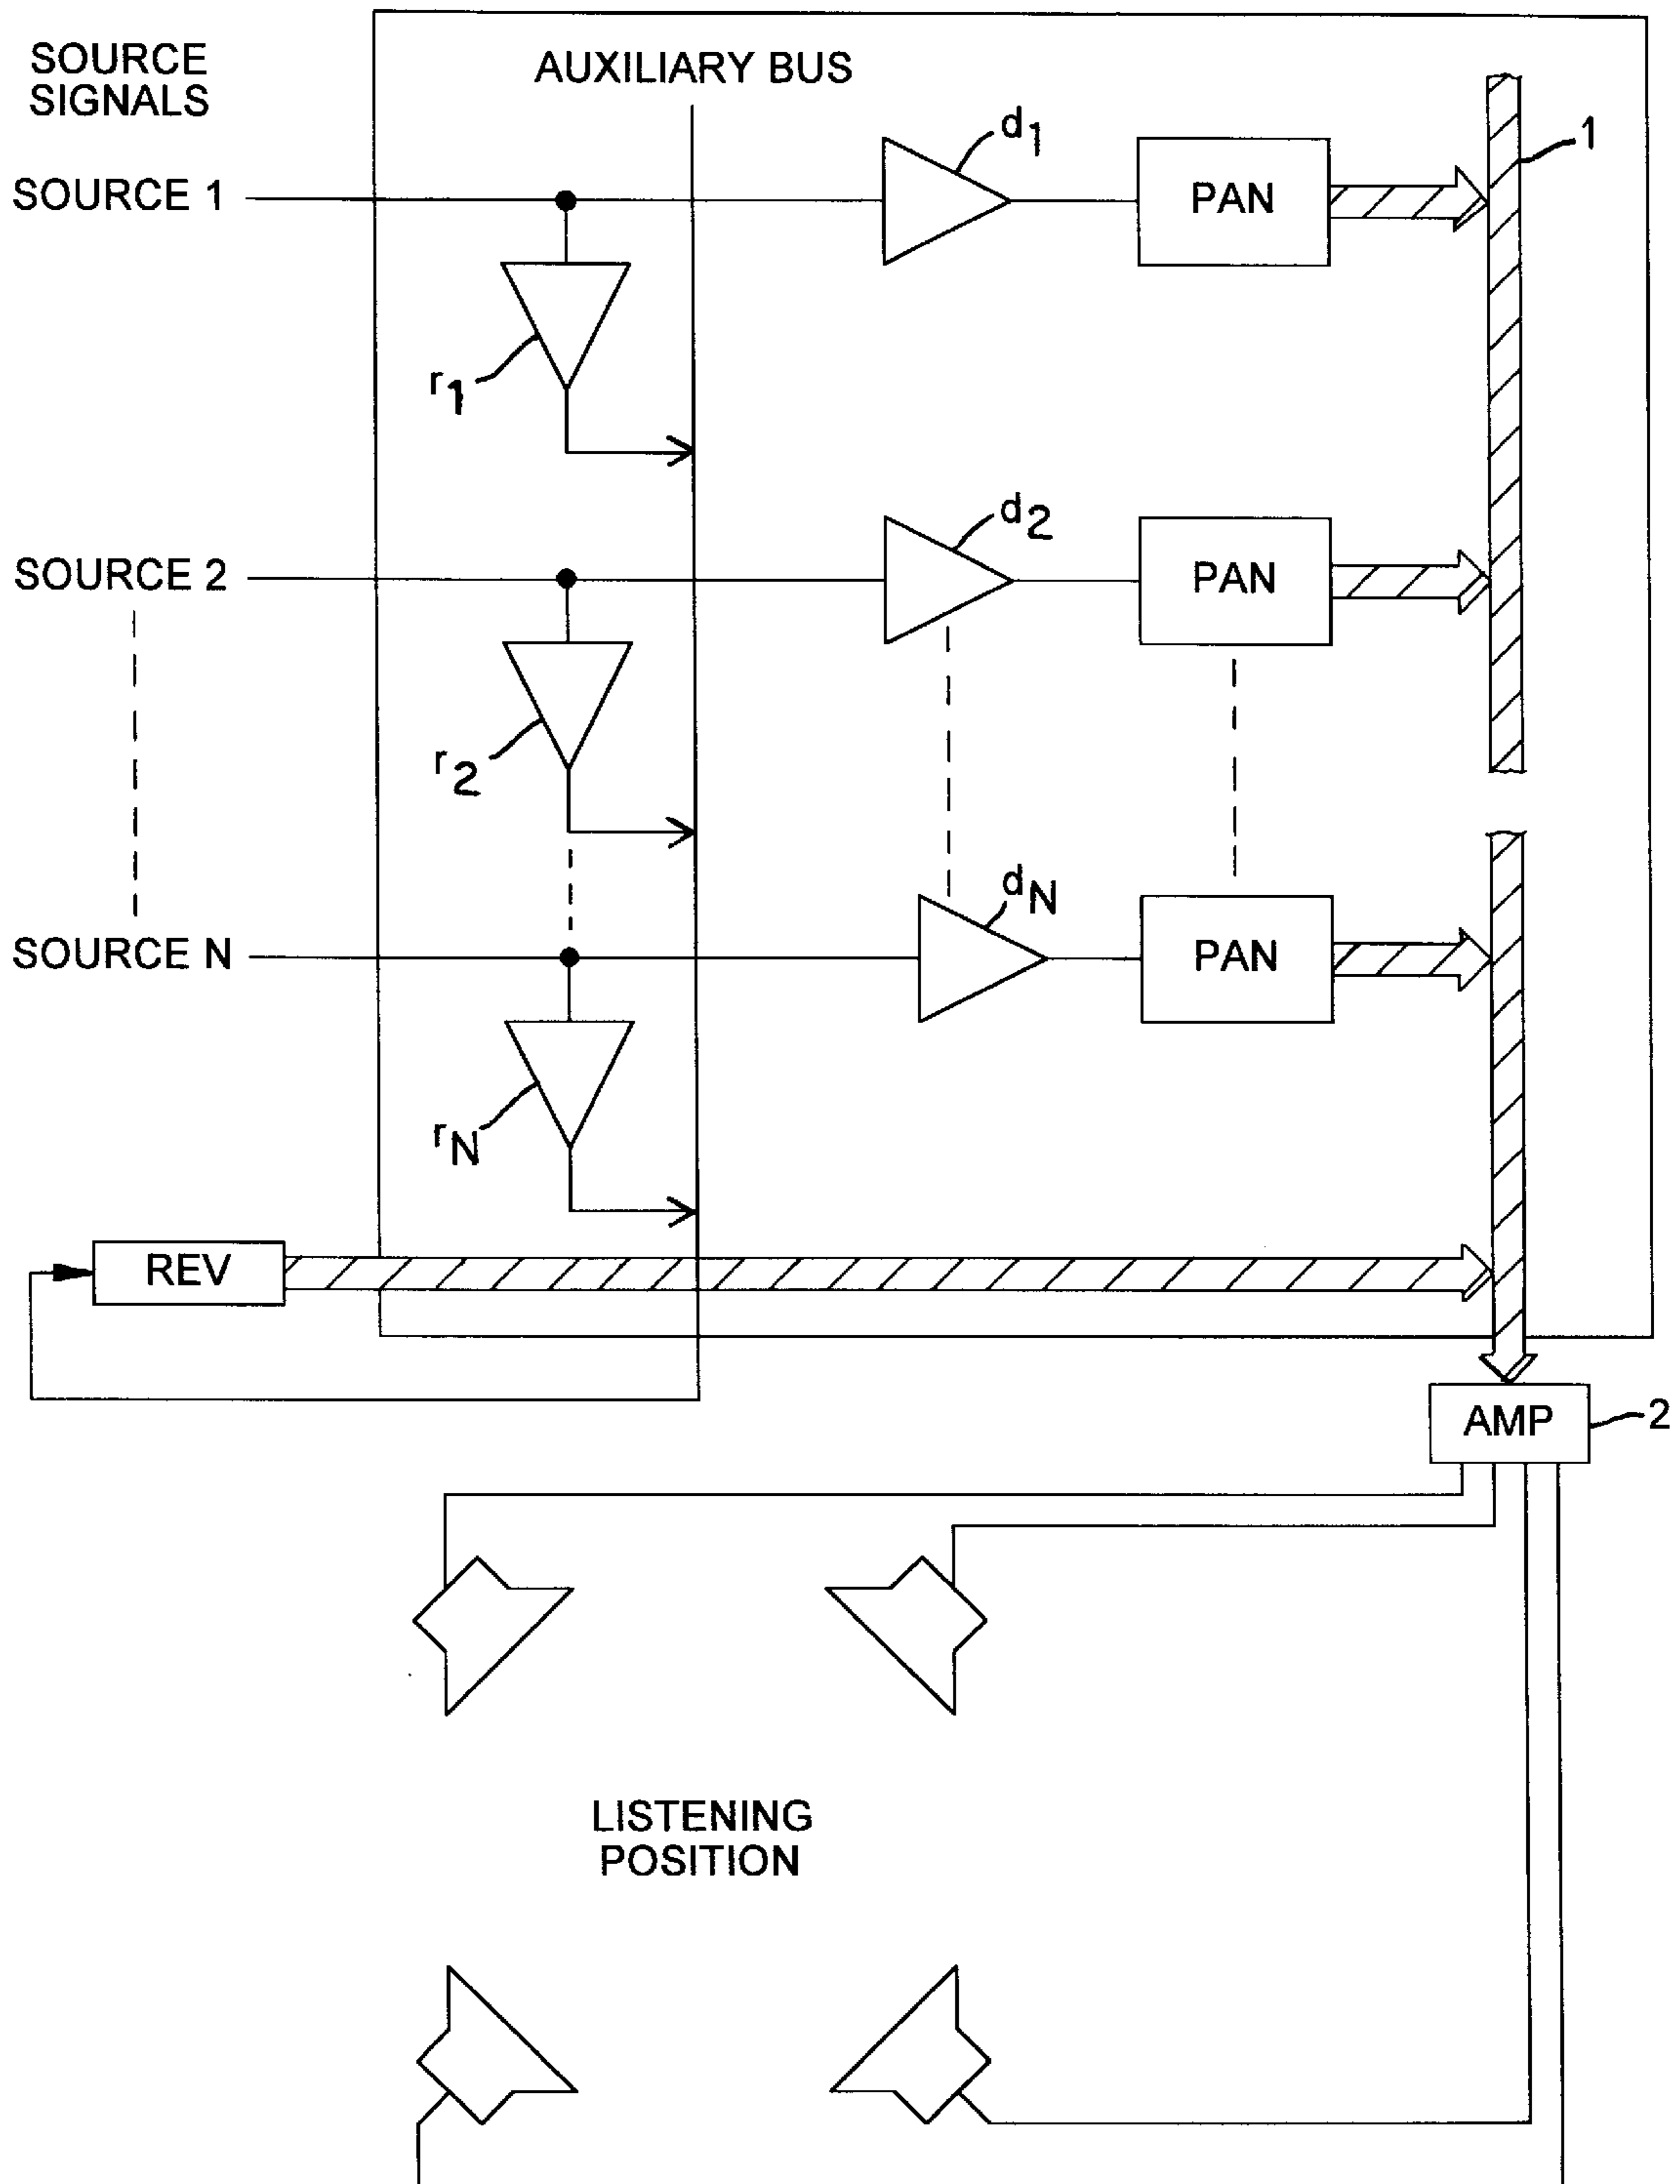 SOURCE
SIGNALS
AUXILIARY BUS
SOURCE 1
d1
PAN
1
r1
SOURCE 2
d2
PAN
r2
SOURCE N
dN
PAN
rN
REV
AMP
2
LISTENING
POSITION